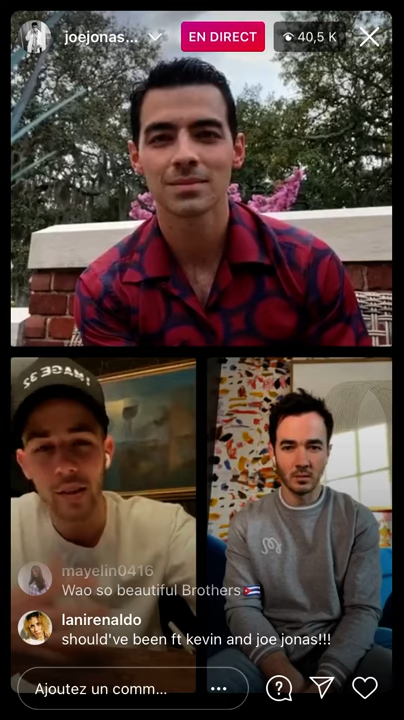 joejonas...
EN DIRECT
40,5 K
IMAGE 32
mayelin0416
Wao so beautiful Brothers 🇨🇺
lanirenaldo
should've been ft kevin and joe jonas!!!
Ajoutez un comm...